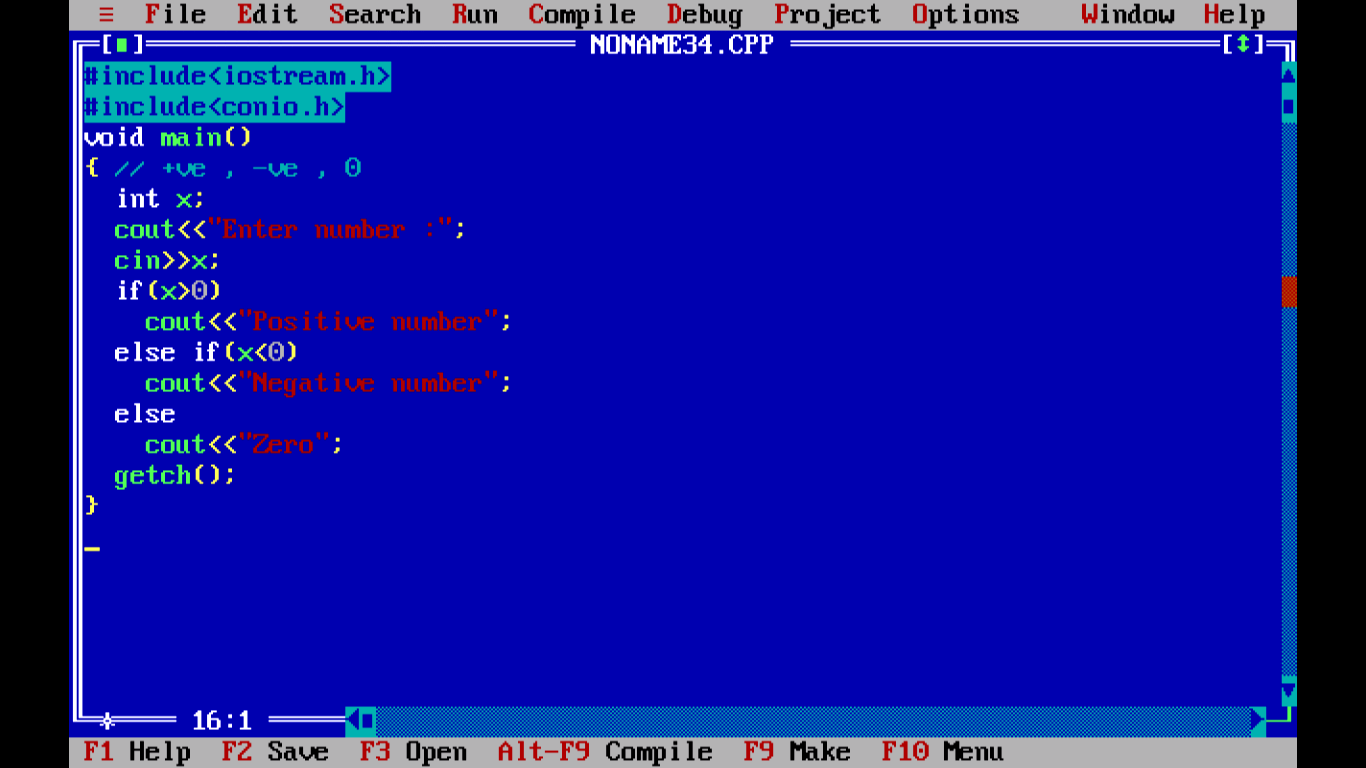 ≡ File Edit Search Run Compile Debug Project Options Window Help
[■] NONAME34.CPP [↕]
#include<iostream.h>
#include<conio.h>
void main()
{ // +ve , -ve , 0
  int x;
  cout<<"Enter number :";
  cin>>x;
  if(x>0)
    cout<<"Positive number";
  else if(x<0)
    cout<<"Negative number";
  else
    cout<<"Zero";
  getch();
}
16:1
F1 Help F2 Save F3 Open Alt-F9 Compile F9 Make F10 Menu